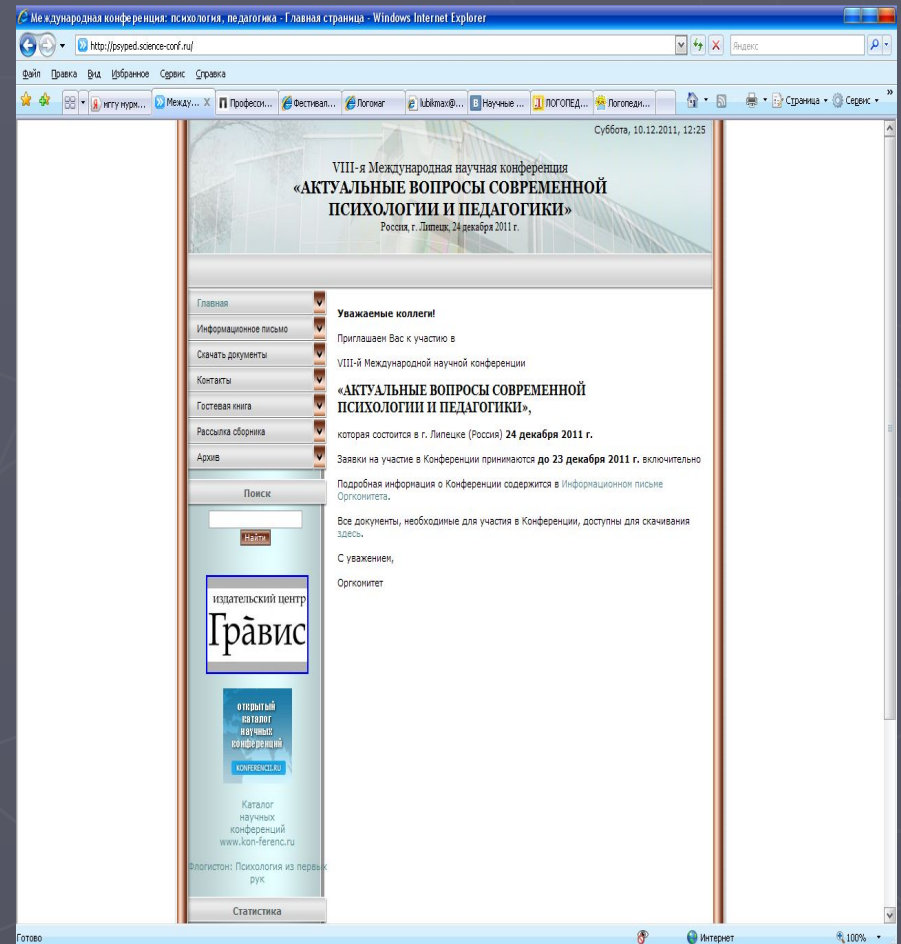 Международная конференция: психология, педагогика - Главная страница - Windows Internet Explorer
http://psyped.science-conf.ru/
Яндекс
Файл Правка Вид Избранное Сервис Справка
мггу мурм... Между... X Професси... Фестивал... Логомаг lubikmax@... Научные ... ЛОГОПЕД... Логопеди... Страница Сервис »
Суббота, 10.12.2011, 12:25
VIII-я Международная научная конференция
«АКТУАЛЬНЫЕ ВОПРОСЫ СОВРЕМЕННОЙ
ПСИХОЛОГИИ И ПЕДАГОГИКИ»
Россия, г. Липецк, 24 декабря 2011 г.
Главная
Информационное письмо
Скачать документы
Контакты
Гостевая книга
Рассылка сборника
Архив
Поиск
Найти
издательский центр
Гра̃вис
открытый
каталог
научных
конференций
KONFERENCII.RU
Каталог
научных
конференций
www.kon-ferenc.ru
Флогистон: Психология из первых
рук
Статистика
Уважаемые коллеги!
Приглашаем Вас к участию в
VIII-й Международной научной конференции
«АКТУАЛЬНЫЕ ВОПРОСЫ СОВРЕМЕННОЙ
ПСИХОЛОГИИ И ПЕДАГОГИКИ»,
которая состоится в г. Липецке (Россия) 24 декабря 2011 г.
Заявки на участие в Конференции принимаются до 23 декабря 2011 г. включительно
Подробная информация о Конференции содержится в Информационном письме
Оргкомитета.
Все документы, необходимые для участия в Конференции, доступны для скачивания
здесь.
С уважением,
Оргкомитет
Готово
Интернет
100%